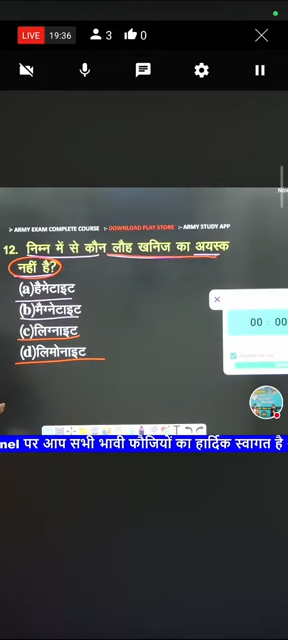 LIVE 19:36 3 0
> ARMY EXAM COMPLETE COURSE :- DOWNLOAD PLAY STORE :- ARMY STUDY APP
12. निम्न में से कौन लौह खनिज का अयस्क
नहीं है?
(a)हैमेटाइट
(b)मैग्नेटाइट
(c)लिग्नाइट
(d)लिमोनाइट
00 : 00
nel पर आप सभी भावी फौजियों का हार्दिक स्वागत है